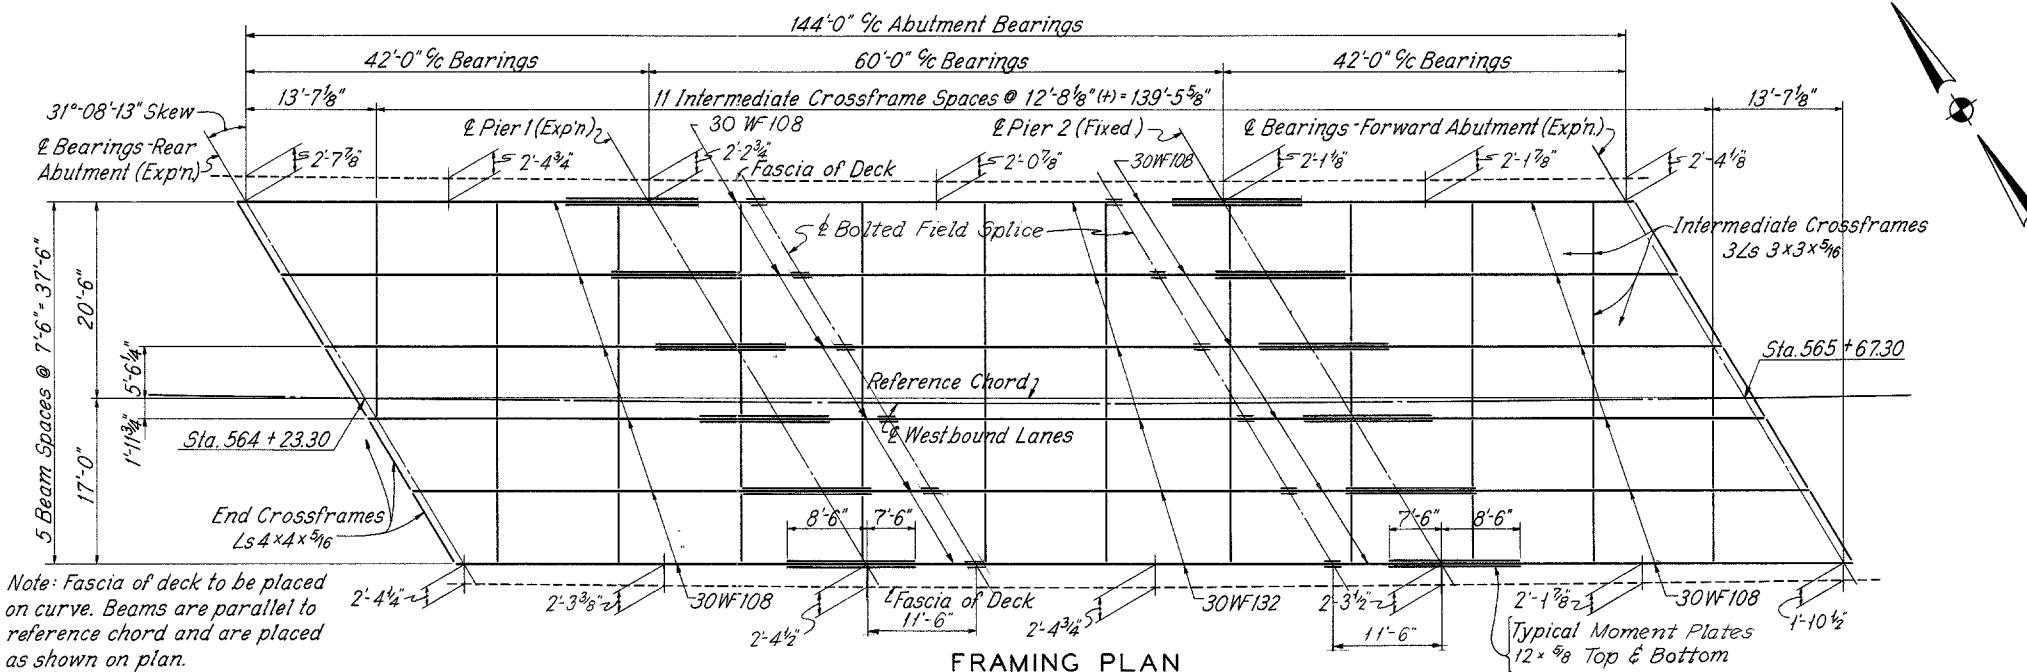 144'-0" ℄/c Abutment Bearings
42'-0" ℄/c Bearings
60'-0" ℄/c Bearings
42'-0" ℄/c Bearings
31°-08'-13" Skew
13'-7⅛"
11 Intermediate Crossframe Spaces @ 12'-8⅛"(+) = 139'-5⅝"
13'-7⅛"
℄ Bearings-Rear
Abutment (Exp'n)
2'-7⅞"
2'-4¾"
℄ Pier 1 (Exp'n)
30 WF 108
2'-2¾"
Fascia of Deck
2'-0⅞"
℄ Pier 2 (Fixed)
30WF108
2'-1⅛"
℄ Bearings-Forward Abutment (Exp'n.)
2'-1⅞"
2'-4⅛"
℄ Bolted Field Splice
Intermediate Crossframes
3Ls 3×3×5/16
5 Beam Spaces @ 7'-6" = 37'-6"
20'-6"
17'-0"
5'-6¼"
1'-11¾"
Reference Chord
℄ Westbound Lanes
Sta. 564 + 23.30
Sta. 565 + 67.30
End Crossframes
Ls 4×4×5/16
8'-6"
7'-6"
7'-6"
8'-6"
Note: Fascia of deck to be placed
on curve. Beams are parallel to
reference chord and are placed
as shown on plan.
2'-4¼"
2'-3⅜"
30WF108
2'-4½"
Fascia of Deck
11'-6"
2'-4¾"
30WF132
2'-3½"
11'-6"
2'-1⅞"
30WF108
1'-10½"
Typical Moment Plates
12 × ⅝ Top & Bottom
FRAMING PLAN